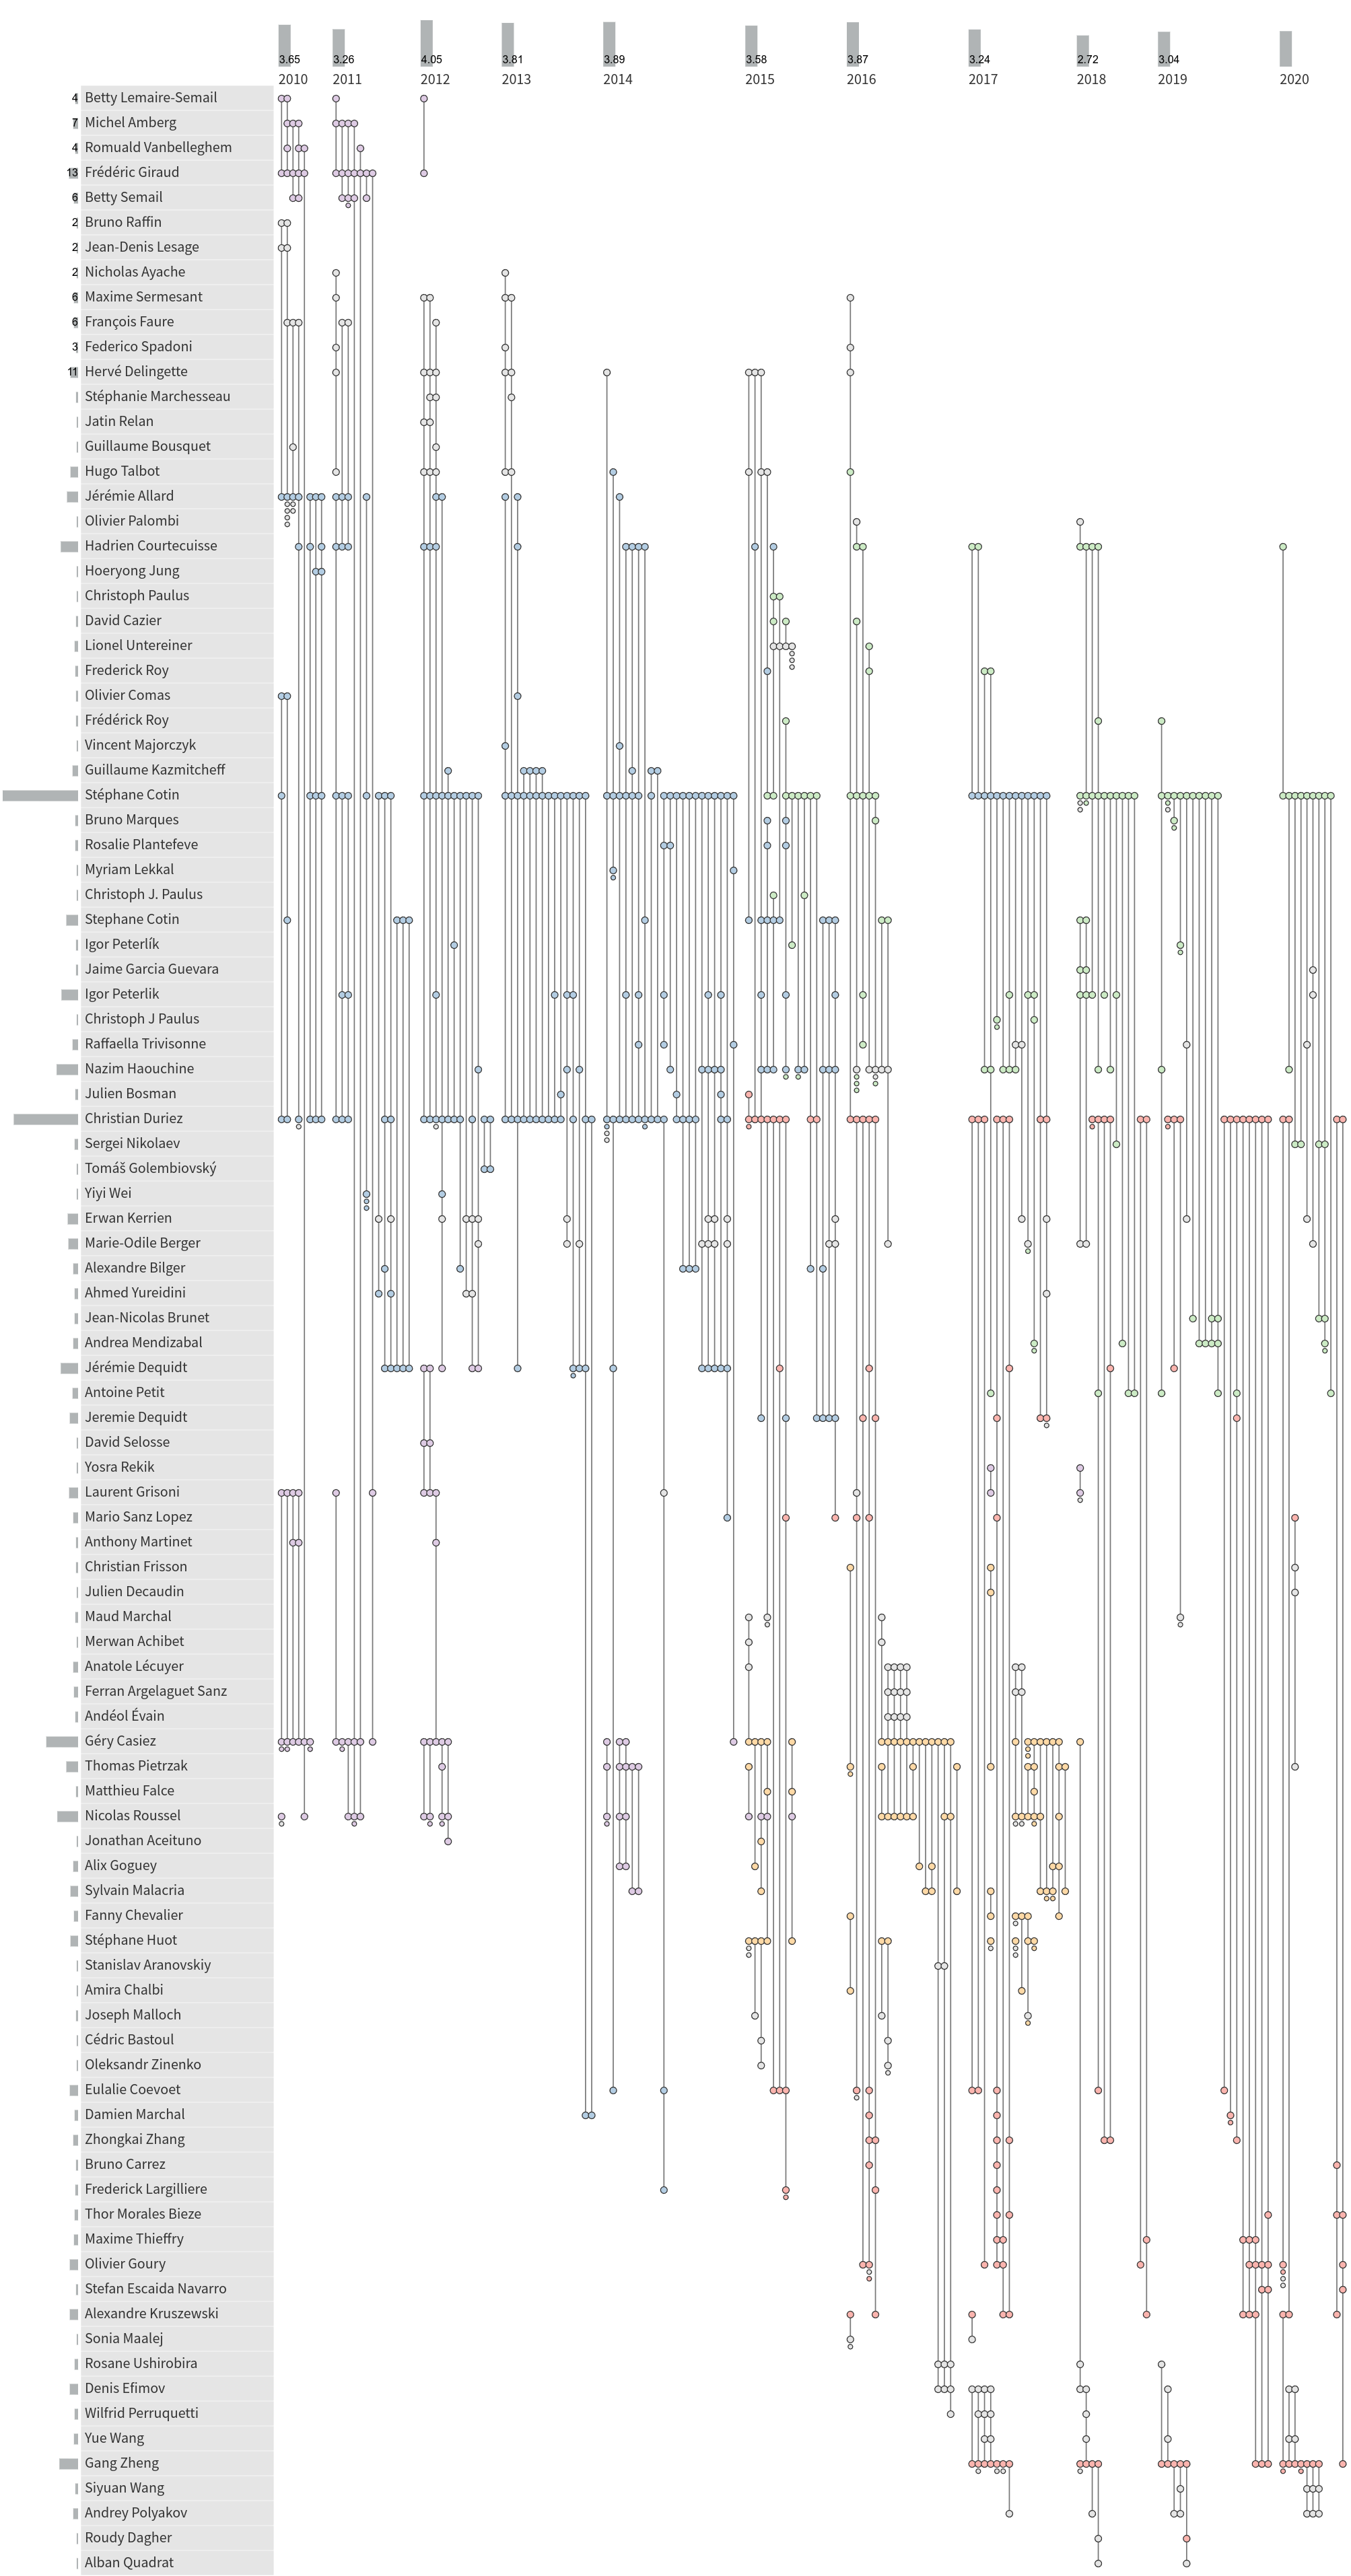 3.65 3.26 4.05 3.81 3.89 3.58 3.87 3.24 2.72 3.04
2010 2011 2012 2013 2014 2015 2016 2017 2018 2019 2020
4 Betty Lemaire-Semail
7 Michel Amberg
4 Romuald Vanbelleghem
13 Frédéric Giraud
6 Betty Semail
2 Bruno Raffin
2 Jean-Denis Lesage
2 Nicholas Ayache
6 Maxime Sermesant
6 François Faure
3 Federico Spadoni
11 Hervé Delingette
Stéphanie Marchesseau
Jatin Relan
Guillaume Bousquet
Hugo Talbot
Jérémie Allard
Olivier Palombi
Hadrien Courtecuisse
Hoeryong Jung
Christoph Paulus
David Cazier
Lionel Untereiner
Frederick Roy
Olivier Comas
Frédérick Roy
Vincent Majorczyk
Guillaume Kazmitcheff
Stéphane Cotin
Bruno Marques
Rosalie Plantefeve
Myriam Lekkal
Christoph J. Paulus
Stephane Cotin
Igor Peterlík
Jaime Garcia Guevara
Igor Peterlik
Christoph J Paulus
Raffaella Trivisonne
Nazim Haouchine
Julien Bosman
Christian Duriez
Sergei Nikolaev
Tomáš Golembiovský
Yiyi Wei
Erwan Kerrien
Marie-Odile Berger
Alexandre Bilger
Ahmed Yureidini
Jean-Nicolas Brunet
Andrea Mendizabal
Jérémie Dequidt
Antoine Petit
Jeremie Dequidt
David Selosse
Yosra Rekik
Laurent Grisoni
Mario Sanz Lopez
Anthony Martinet
Christian Frisson
Julien Decaudin
Maud Marchal
Merwan Achibet
Anatole Lécuyer
Ferran Argelaguet Sanz
Andéol Évain
Géry Casiez
Thomas Pietrzak
Matthieu Falce
Nicolas Roussel
Jonathan Aceituno
Alix Goguey
Sylvain Malacria
Fanny Chevalier
Stéphane Huot
Stanislav Aranovskiy
Amira Chalbi
Joseph Malloch
Cédric Bastoul
Oleksandr Zinenko
Eulalie Coevoet
Damien Marchal
Zhongkai Zhang
Bruno Carrez
Frederick Largilliere
Thor Morales Bieze
Maxime Thieffry
Olivier Goury
Stefan Escaida Navarro
Alexandre Kruszewski
Sonia Maalej
Rosane Ushirobira
Denis Efimov
Wilfrid Perruquetti
Yue Wang
Gang Zheng
Siyuan Wang
Andrey Polyakov
Roudy Dagher
Alban Quadrat